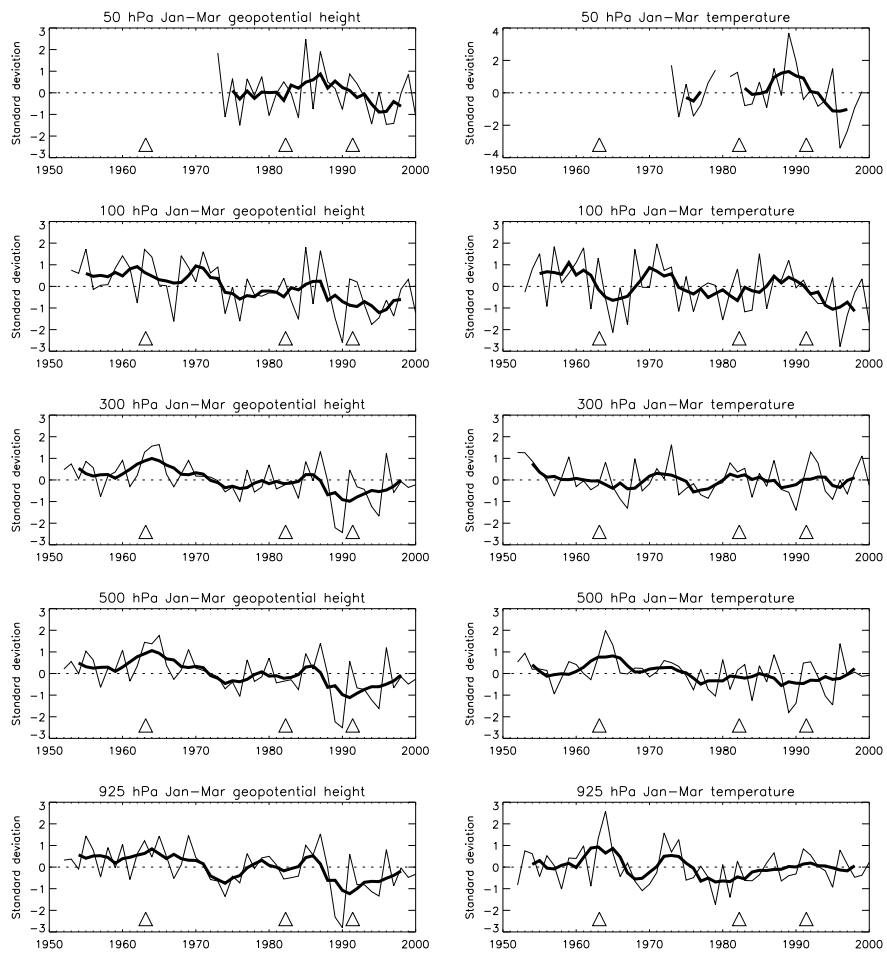 50 hPa Jan-Mar geopotential height
Standard deviation
3
2
1
0
-1
-2
-3
1950 1960 1970 1980 1990 2000
50 hPa Jan-Mar temperature
Standard deviation
4
2
0
-2
-4
1950 1960 1970 1980 1990 2000
100 hPa Jan-Mar geopotential height
Standard deviation
3
2
1
0
-1
-2
-3
1950 1960 1970 1980 1990 2000
100 hPa Jan-Mar temperature
Standard deviation
3
2
1
0
-1
-2
-3
1950 1960 1970 1980 1990 2000
300 hPa Jan-Mar geopotential height
Standard deviation
3
2
1
0
-1
-2
-3
1950 1960 1970 1980 1990 2000
300 hPa Jan-Mar temperature
Standard deviation
3
2
1
0
-1
-2
-3
1950 1960 1970 1980 1990 2000
500 hPa Jan-Mar geopotential height
Standard deviation
3
2
1
0
-1
-2
-3
1950 1960 1970 1980 1990 2000
500 hPa Jan-Mar temperature
Standard deviation
3
2
1
0
-1
-2
-3
1950 1960 1970 1980 1990 2000
925 hPa Jan-Mar geopotential height
Standard deviation
3
2
1
0
-1
-2
-3
1950 1960 1970 1980 1990 2000
925 hPa Jan-Mar temperature
Standard deviation
3
2
1
0
-1
-2
-3
1950 1960 1970 1980 1990 2000